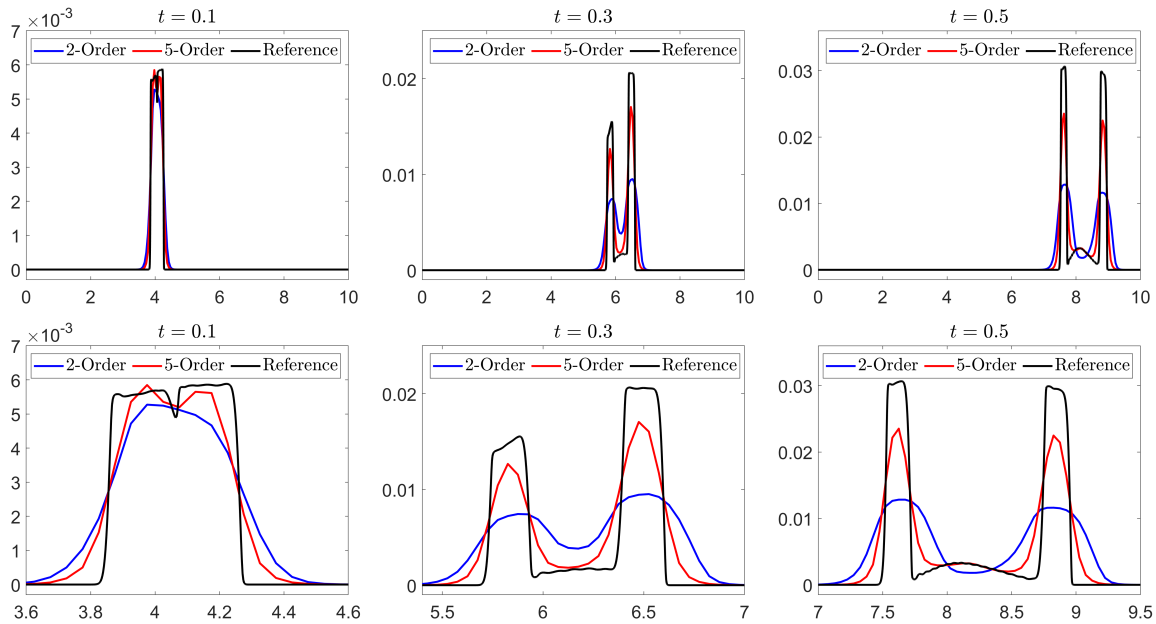 t = 0.1
×10⁻³
2-Order 5-Order Reference
7
6
5
4
3
2
1
0
0 2 4 6 8 10
t = 0.3
2-Order 5-Order Reference
0.02
0.01
0
0 2 4 6 8 10
t = 0.5
2-Order 5-Order Reference
0.03
0.02
0.01
0
0 2 4 6 8 10
t = 0.1
×10⁻³
2-Order 5-Order Reference
7
6
5
4
3
2
1
0
3.6 3.8 4 4.2 4.4 4.6
t = 0.3
2-Order 5-Order Reference
0.02
0.01
0
5.5 6 6.5 7
t = 0.5
2-Order 5-Order Reference
0.03
0.02
0.01
0
7 7.5 8 8.5 9 9.5